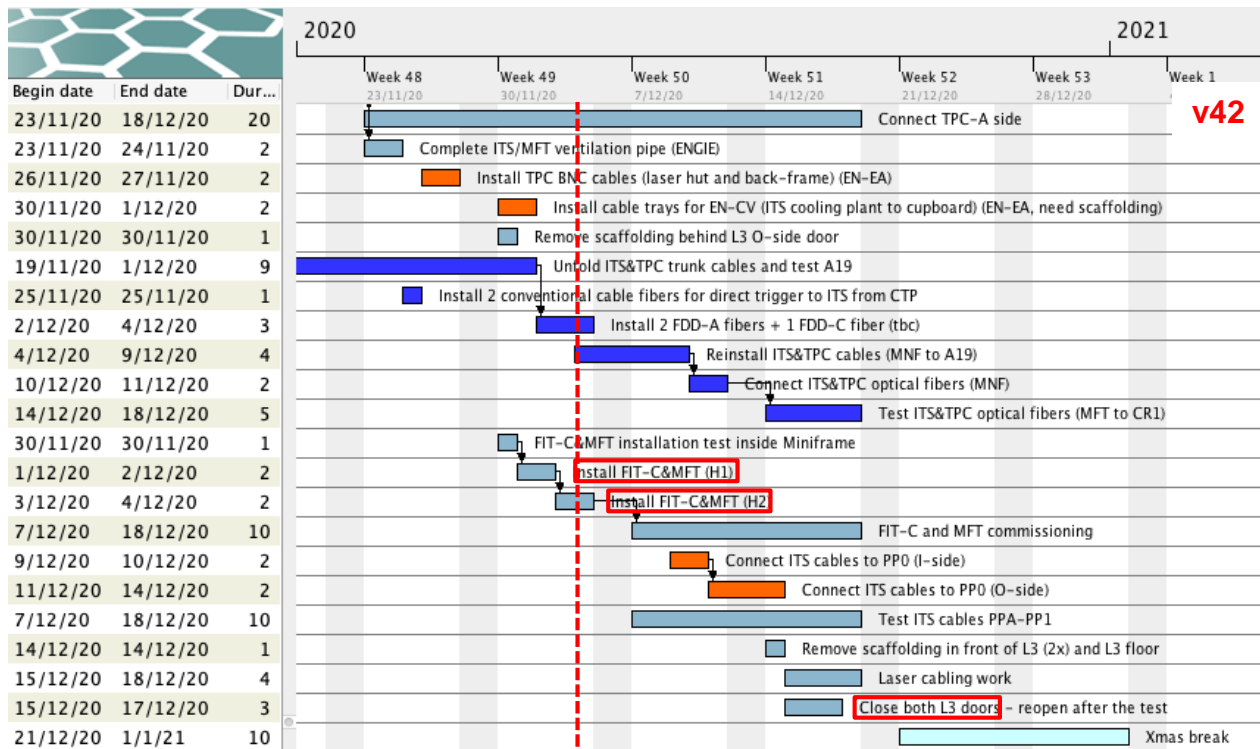 2020 2021
Week 48 Week 49 Week 50 Week 51 Week 52 Week 53 Week 1
Begin date End date Dur... 23/11/20 30/11/20 7/12/20 14/12/20 21/12/20 28/12/20
v42
23/11/20 18/12/20 20 Connect TPC-A side
23/11/20 24/11/20 2 Complete ITS/MFT ventilation pipe (ENGIE)
26/11/20 27/11/20 2 Install TPC BNC cables (laser hut and back-frame) (EN-EA)
30/11/20 1/12/20 2 Install cable trays for EN-CV (ITS cooling plant to cupboard) (EN-EA, need scaffolding)
30/11/20 30/11/20 1 Remove scaffolding behind L3 O-side door
19/11/20 1/12/20 9 Unfold ITS&TPC trunk cables and test A19
25/11/20 25/11/20 1 Install 2 conventional cable fibers for direct trigger to ITS from CTP
2/12/20 4/12/20 3 Install 2 FDD-A fibers + 1 FDD-C fiber (tbc)
4/12/20 9/12/20 4 Reinstall ITS&TPC cables (MNF to A19)
10/12/20 11/12/20 2 Connect ITS&TPC optical fibers (MNF)
14/12/20 18/12/20 5 Test ITS&TPC optical fibers (MFT to CR1)
30/11/20 30/11/20 1 FIT-C&MFT installation test inside Miniframe
1/12/20 2/12/20 2 Install FIT-C&MFT (H1)
3/12/20 4/12/20 2 Install FIT-C&MFT (H2
7/12/20 18/12/20 10 FIT-C and MFT commissioning
9/12/20 10/12/20 2 Connect ITS cables to PP0 (I-side)
11/12/20 14/12/20 2 Connect ITS cables to PP0 (O-side)
7/12/20 18/12/20 10 Test ITS cables PPA-PP1
14/12/20 14/12/20 1 Remove scaffolding in front of L3 (2x) and L3 floor
15/12/20 18/12/20 4 Laser cabling work
15/12/20 17/12/20 3 Close both L3 doors - reopen after the test
21/12/20 1/1/21 10 Xmas break